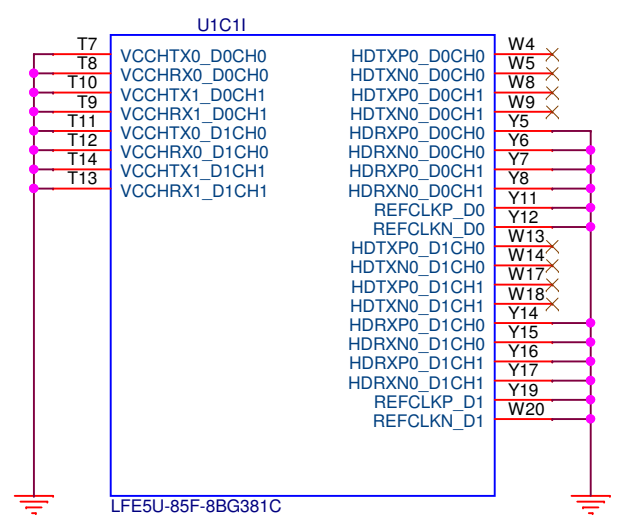 U1C1I
T7 VCCHTX0_D0CH0
T8 VCCHRX0_D0CH0
T10 VCCHTX1_D0CH1
T9 VCCHRX1_D0CH1
T11 VCCHTX0_D1CH0
T12 VCCHRX0_D1CH0
T14 VCCHTX1_D1CH1
T13 VCCHRX1_D1CH1
HDTXP0_D0CH0 W4
HDTXN0_D0CH0 W5
HDTXP0_D0CH1 W8
HDTXN0_D0CH1 W9
HDRXP0_D0CH0 Y5
HDRXN0_D0CH0 Y6
HDRXP0_D0CH1 Y7
HDRXN0_D0CH1 Y8
REFCLKP_D0 Y11
REFCLKN_D0 Y12
HDTXP0_D1CH0 W13
HDTXN0_D1CH0 W14
HDTXP0_D1CH1 W17
HDTXN0_D1CH1 W18
HDRXP0_D1CH0 Y14
HDRXN0_D1CH0 Y15
HDRXP0_D1CH1 Y16
HDRXN0_D1CH1 Y17
REFCLKP_D1 Y19
REFCLKN_D1 W20
LFE5U-85F-8BG381C